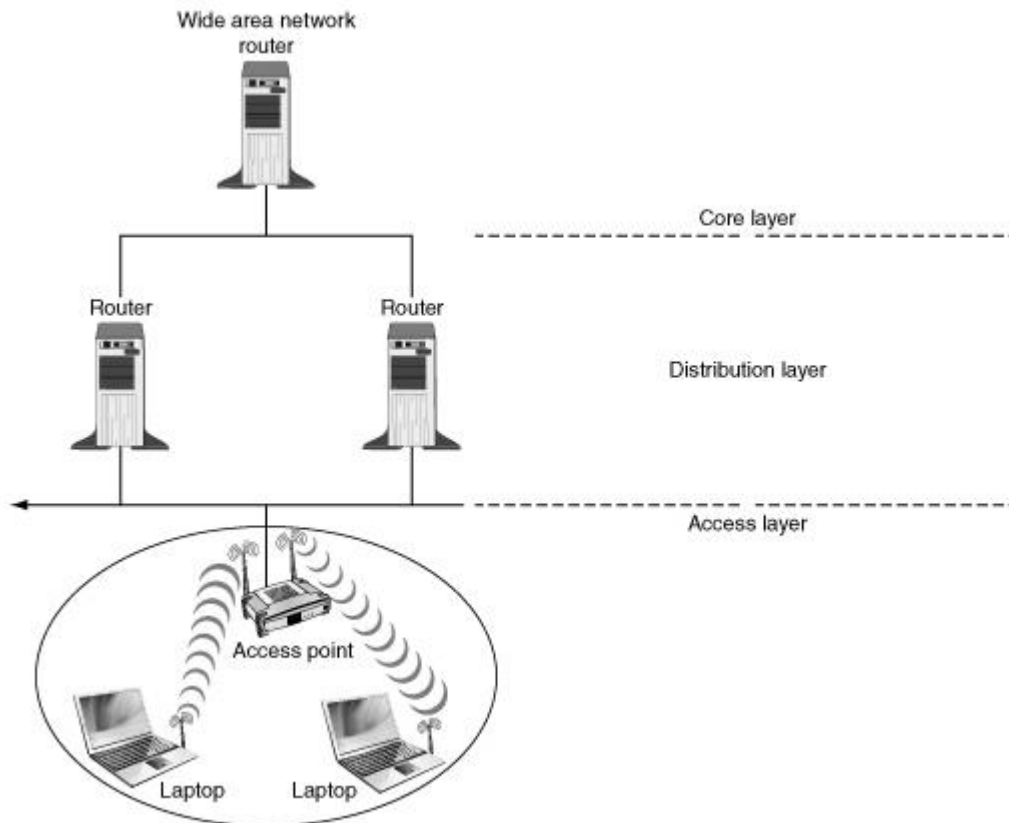 Wide area network
router
Core layer
Router
Router
Distribution layer
Access layer
Access point
Laptop
Laptop